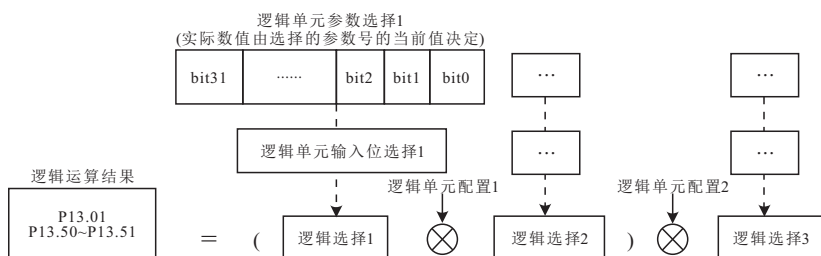 逻辑单元参数选择1
(实际数值由选择的参数号的当前值决定)
bit31 …… bit2 bit1 bit0 … …
逻辑单元输入位选择1 … …
逻辑运算结果 逻辑单元配置1 逻辑单元配置2
P13.01
P13.50~P13.51
= ( 逻辑选择1 逻辑选择2 ) 逻辑选择3